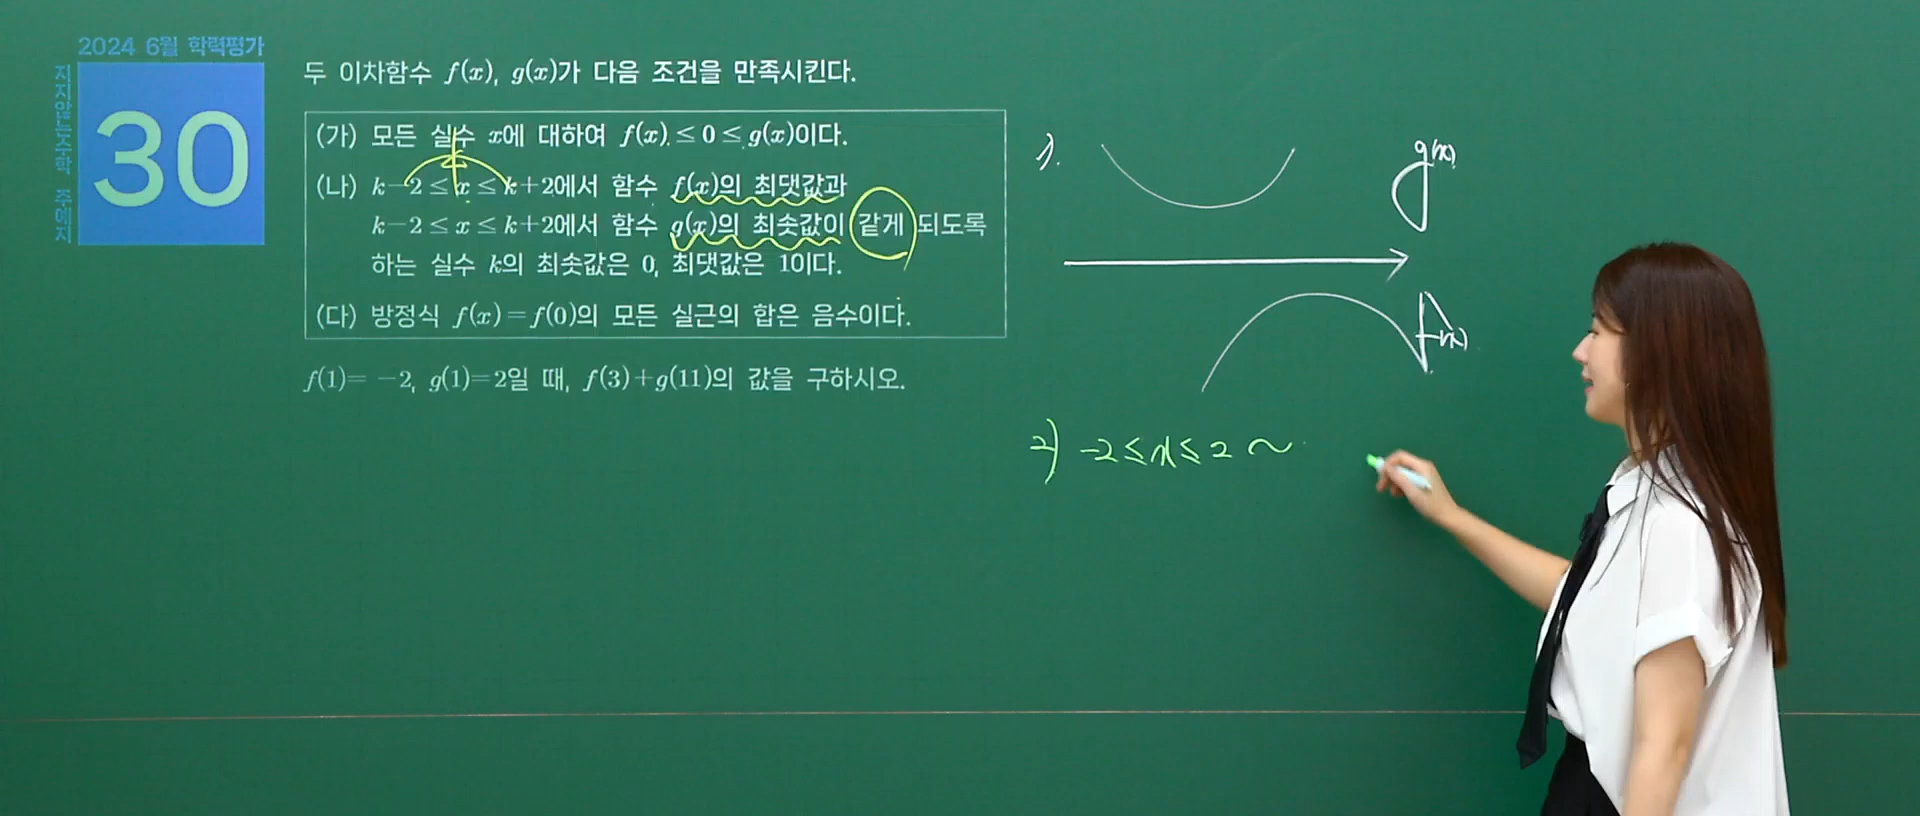 2024 6월 학력평가
지지않는수학 주예지
30
두 이차함수 f(x), g(x)가 다음 조건을 만족시킨다.
(가) 모든 실수 x에 대하여 f(x) ≤ 0 ≤ g(x)이다.
(나) k-2 ≤ x ≤ k+2에서 함수 f(x)의 최댓값과
k-2 ≤ x ≤ k+2에서 함수 g(x)의 최솟값이 같게 되도록
하는 실수 k의 최솟값은 0, 최댓값은 1이다.
(다) 방정식 f(x)=f(0)의 모든 실근의 합은 음수이다.
f(1)= -2, g(1)=2일 때, f(3)+g(11)의 값을 구하시오.
1).
g(x)
f(x)
2) -2≤x≤2 ~